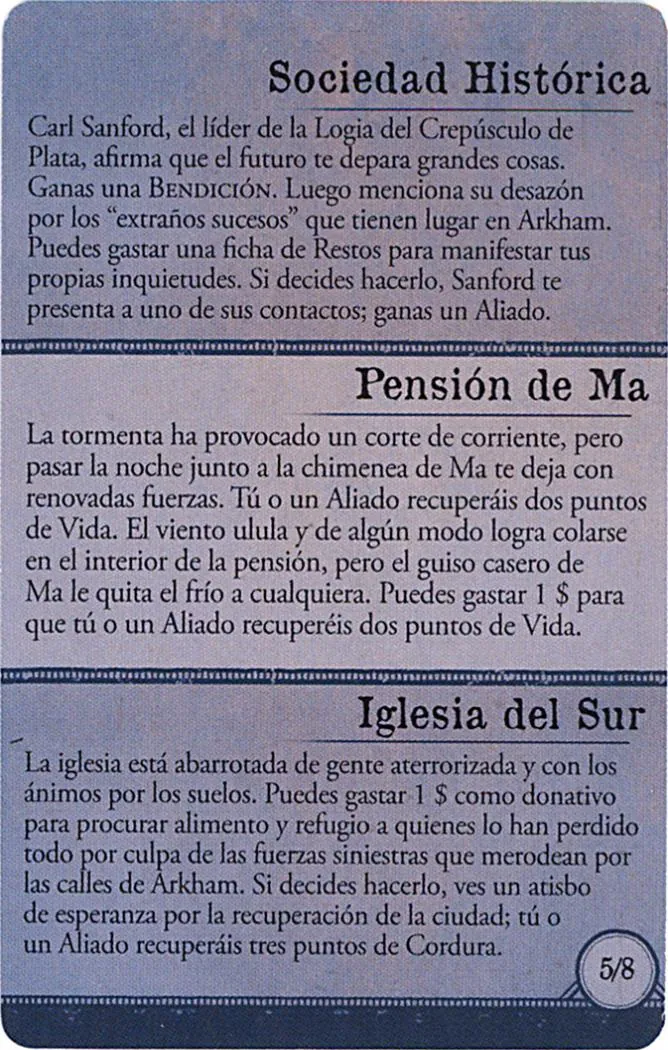 Sociedad Histórica
Carl Sanford, el líder de la Logia del Crepúsculo de
Plata, afirma que el futuro te depara grandes cosas.
Ganas una BENDICIÓN. Luego menciona su desazón
por los “extraños sucesos” que tienen lugar en Arkham.
Puedes gastar una ficha de Restos para manifestar tus
propias inquietudes. Si decides hacerlo, Sanford te
presenta a uno de sus contactos; ganas un Aliado.
Pensión de Ma
La tormenta ha provocado un corte de corriente, pero
pasar la noche junto a la chimenea de Ma te deja con
renovadas fuerzas. Tú o un Aliado recuperáis dos puntos
de Vida. El viento ulula y de algún modo logra colarse
en el interior de la pensión, pero el guiso casero de
Ma le quita el frío a cualquiera. Puedes gastar 1 $ para
que tú o un Aliado recuperéis dos puntos de Vida.
Iglesia del Sur
La iglesia está abarrotada de gente aterrorizada y con los
ánimos por los suelos. Puedes gastar 1 $ como donativo
para procurar alimento y refugio a quienes lo han perdido
todo por culpa de las fuerzas siniestras que merodean por
las calles de Arkham. Si decides hacerlo, ves un atisbo
de esperanza por la recuperación de la ciudad; tú o
un Aliado recuperáis tres puntos de Cordura.
5/8